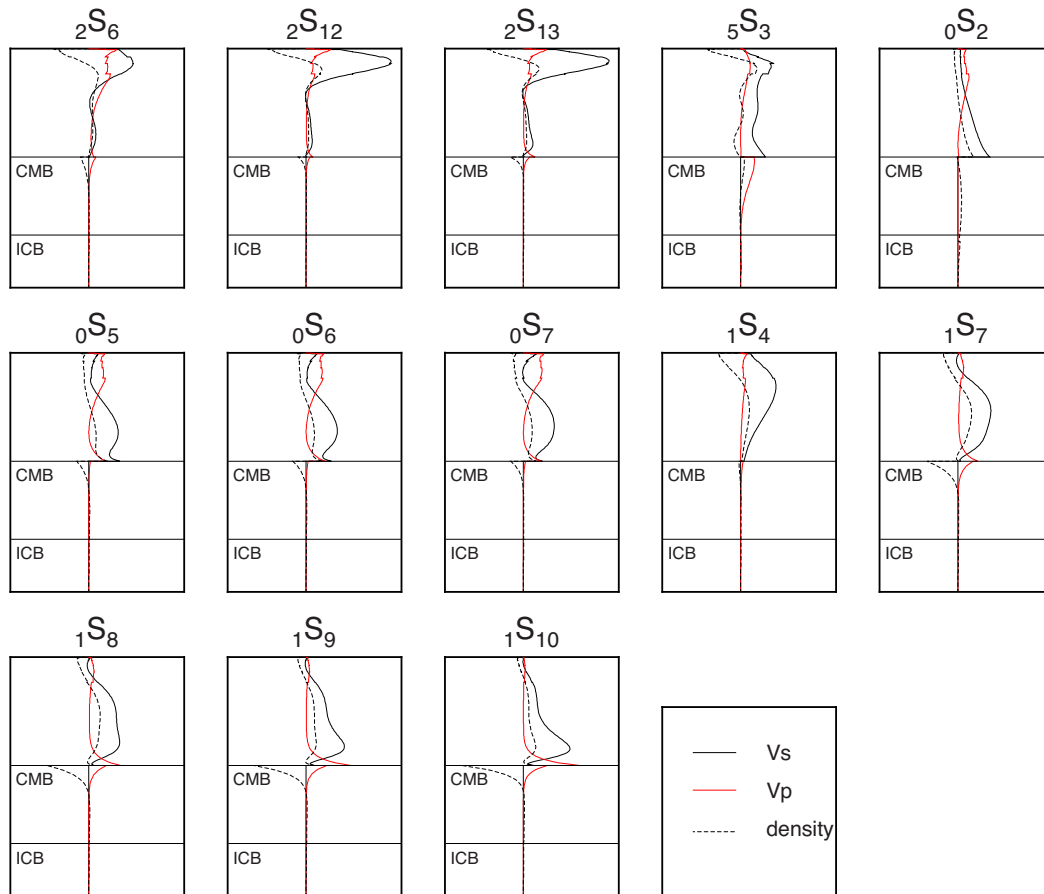 ₂S₆ ₂S₁₂ ₂S₁₃ ₅S₃ ₀S₂
CMB CMB CMB CMB CMB
ICB ICB ICB ICB ICB
₀S₅ ₀S₆ ₀S₇ ₁S₄ ₁S₇
CMB CMB CMB CMB CMB
ICB ICB ICB ICB ICB
₁S₈ ₁S₉ ₁S₁₀
Vs
CMB CMB CMB Vp
density
ICB ICB ICB